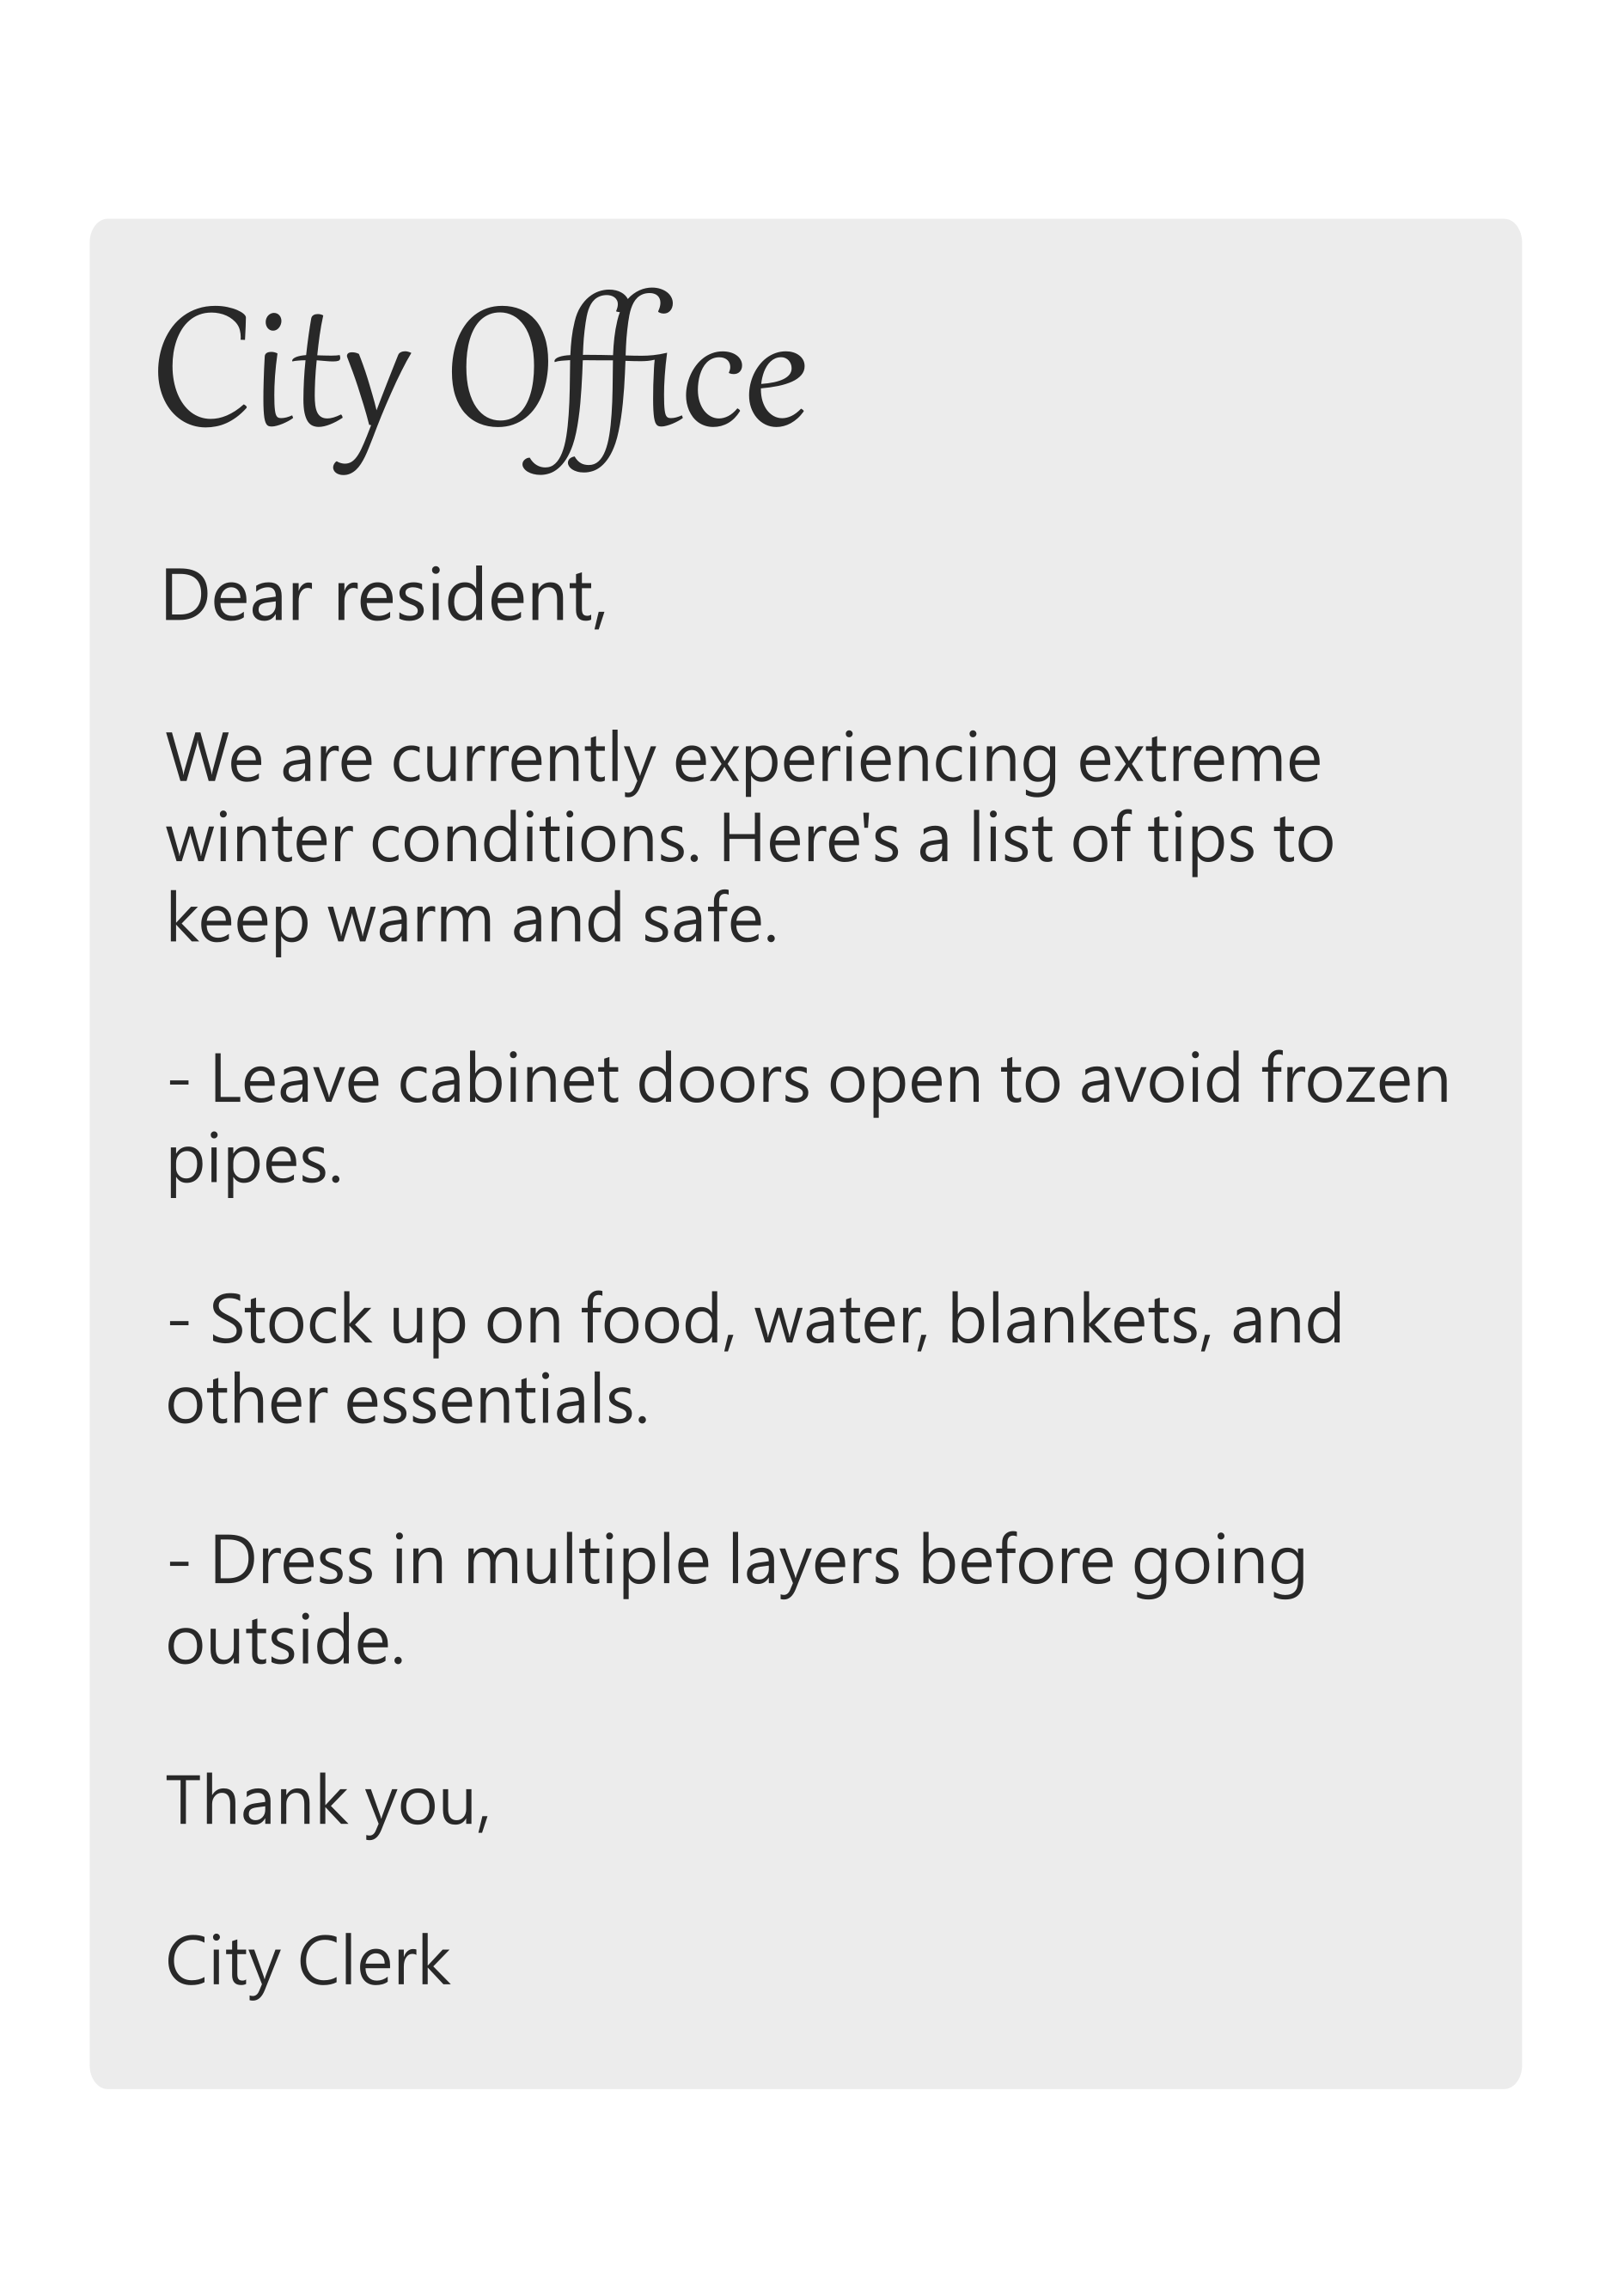 City Office
Dear resident,
We are currently experiencing extreme
winter conditions. Here's a list of tips to
keep warm and safe.
- Leave cabinet doors open to avoid frozen
pipes.
- Stock up on food, water, blankets, and
other essentials.
- Dress in multiple layers before going
outside.
Thank you,
City Clerk